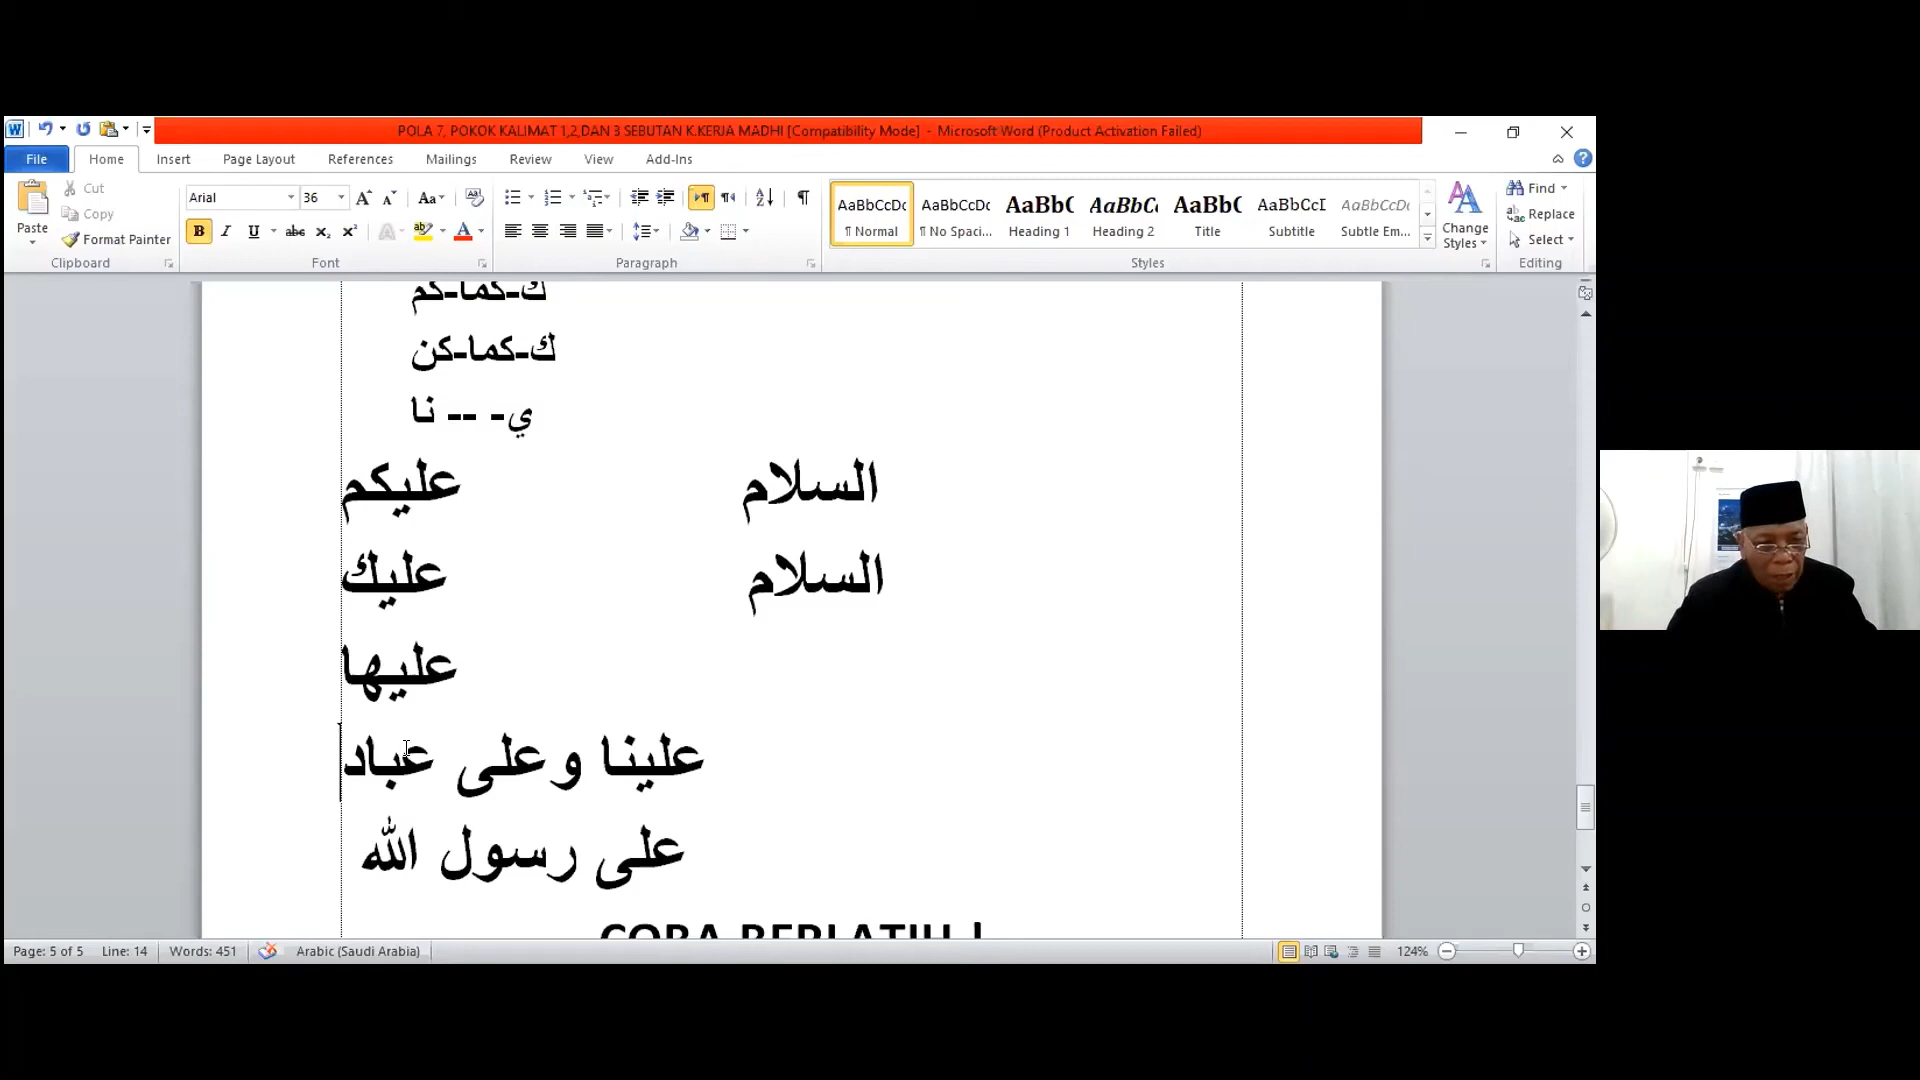 POLA 7, POKOK KALIMAT 1,2,DAN 3 SEBUTAN K.KERJA MADHI [Compatibility Mode] - Microsoft Word (Product Activation Failed)
File Home Insert Page Layout References Mailings Review View Add-Ins
Cut
Copy
Format Painter
Paste
Clipboard
Arial 36
Font
Paragraph
AaBbCcDc AaBbCcDc AaBbC AaBbCc AaBbC AaBbCcI AaBbCcDc
¶ Normal ¶ No Spaci... Heading 1 Heading 2 Title Subtitle Subtle Em...
Styles
Change Styles
Find
Replace
Select
Editing
ك-كما-كم
ك-كما-كن
ي- -- نا
السلام عليكم
السلام عليك
عليها
علينا وعلى عباد
على رسول الله
COBA BERLATIH !
Page: 5 of 5 Line: 14 Words: 451 Arabic (Saudi Arabia) 124%